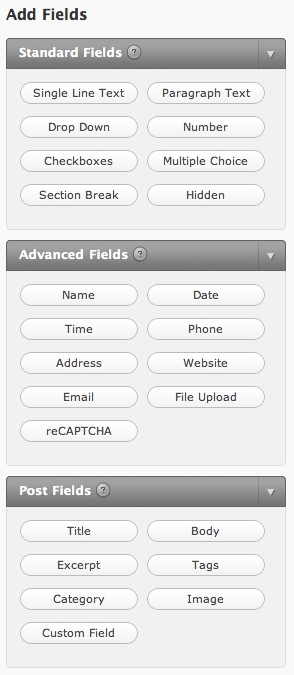 Add Fields
Standard Fields ?
Single Line Text Paragraph Text
Drop Down Number
Checkboxes Multiple Choice
Section Break Hidden
Advanced Fields ?
Name Date
Time Phone
Address Website
Email File Upload
reCAPTCHA
Post Fields ?
Title Body
Excerpt Tags
Category Image
Custom Field